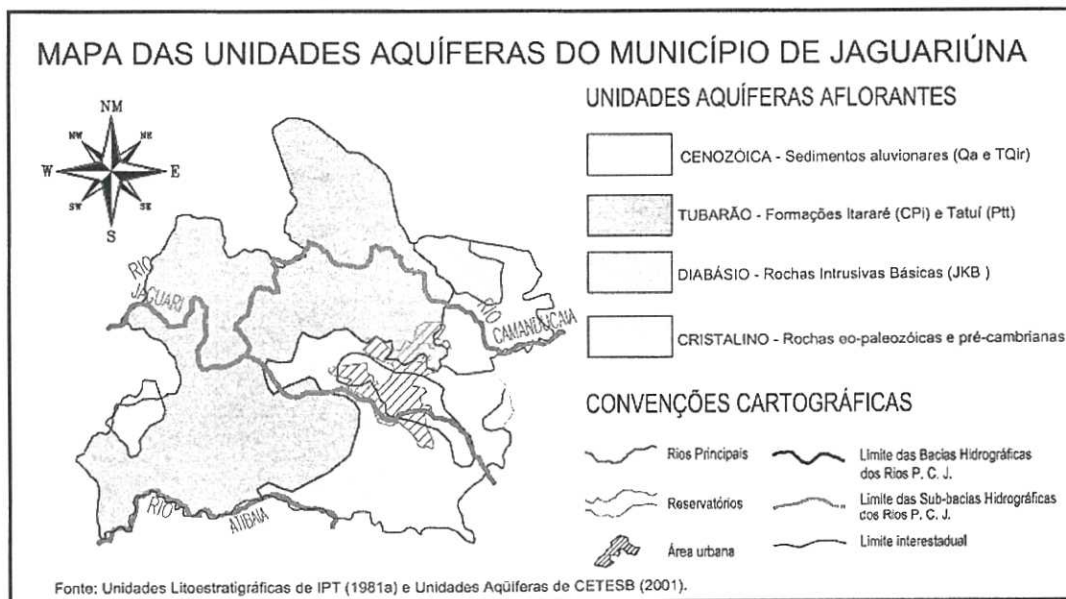 MAPA DAS UNIDADES AQUÍFERAS DO MUNICÍPIO DE JAGUARIÚNA
NM
NW
NE
W
E
SW
SE
S
RIO
JAGUARI
RIO
CAMANDUCAIA
RIO
ATIBAIA
UNIDADES AQUÍFERAS AFLORANTES
CENOZÓICA - Sedimentos aluvionares (Qa e TQir)
TUBARÃO - Formações Itararé (CPi) e Tatuí (Ptt)
DIABÁSIO - Rochas Intrusivas Básicas (JKB )
CRISTALINO - Rochas eo-paleozóicas e pré-cambrianas
CONVENÇÕES CARTOGRÁFICAS
Rios Principais
Reservatórios
Área urbana
Limite das Bacias Hidrográficas
dos Rios P. C. J.
Limite das Sub-bacias Hidrográficas
dos Rios P. C. J.
Limite interestadual
Fonte: Unidades Litoestratigráficas de IPT (1981a) e Unidades Aqüíferas de CETESB (2001).